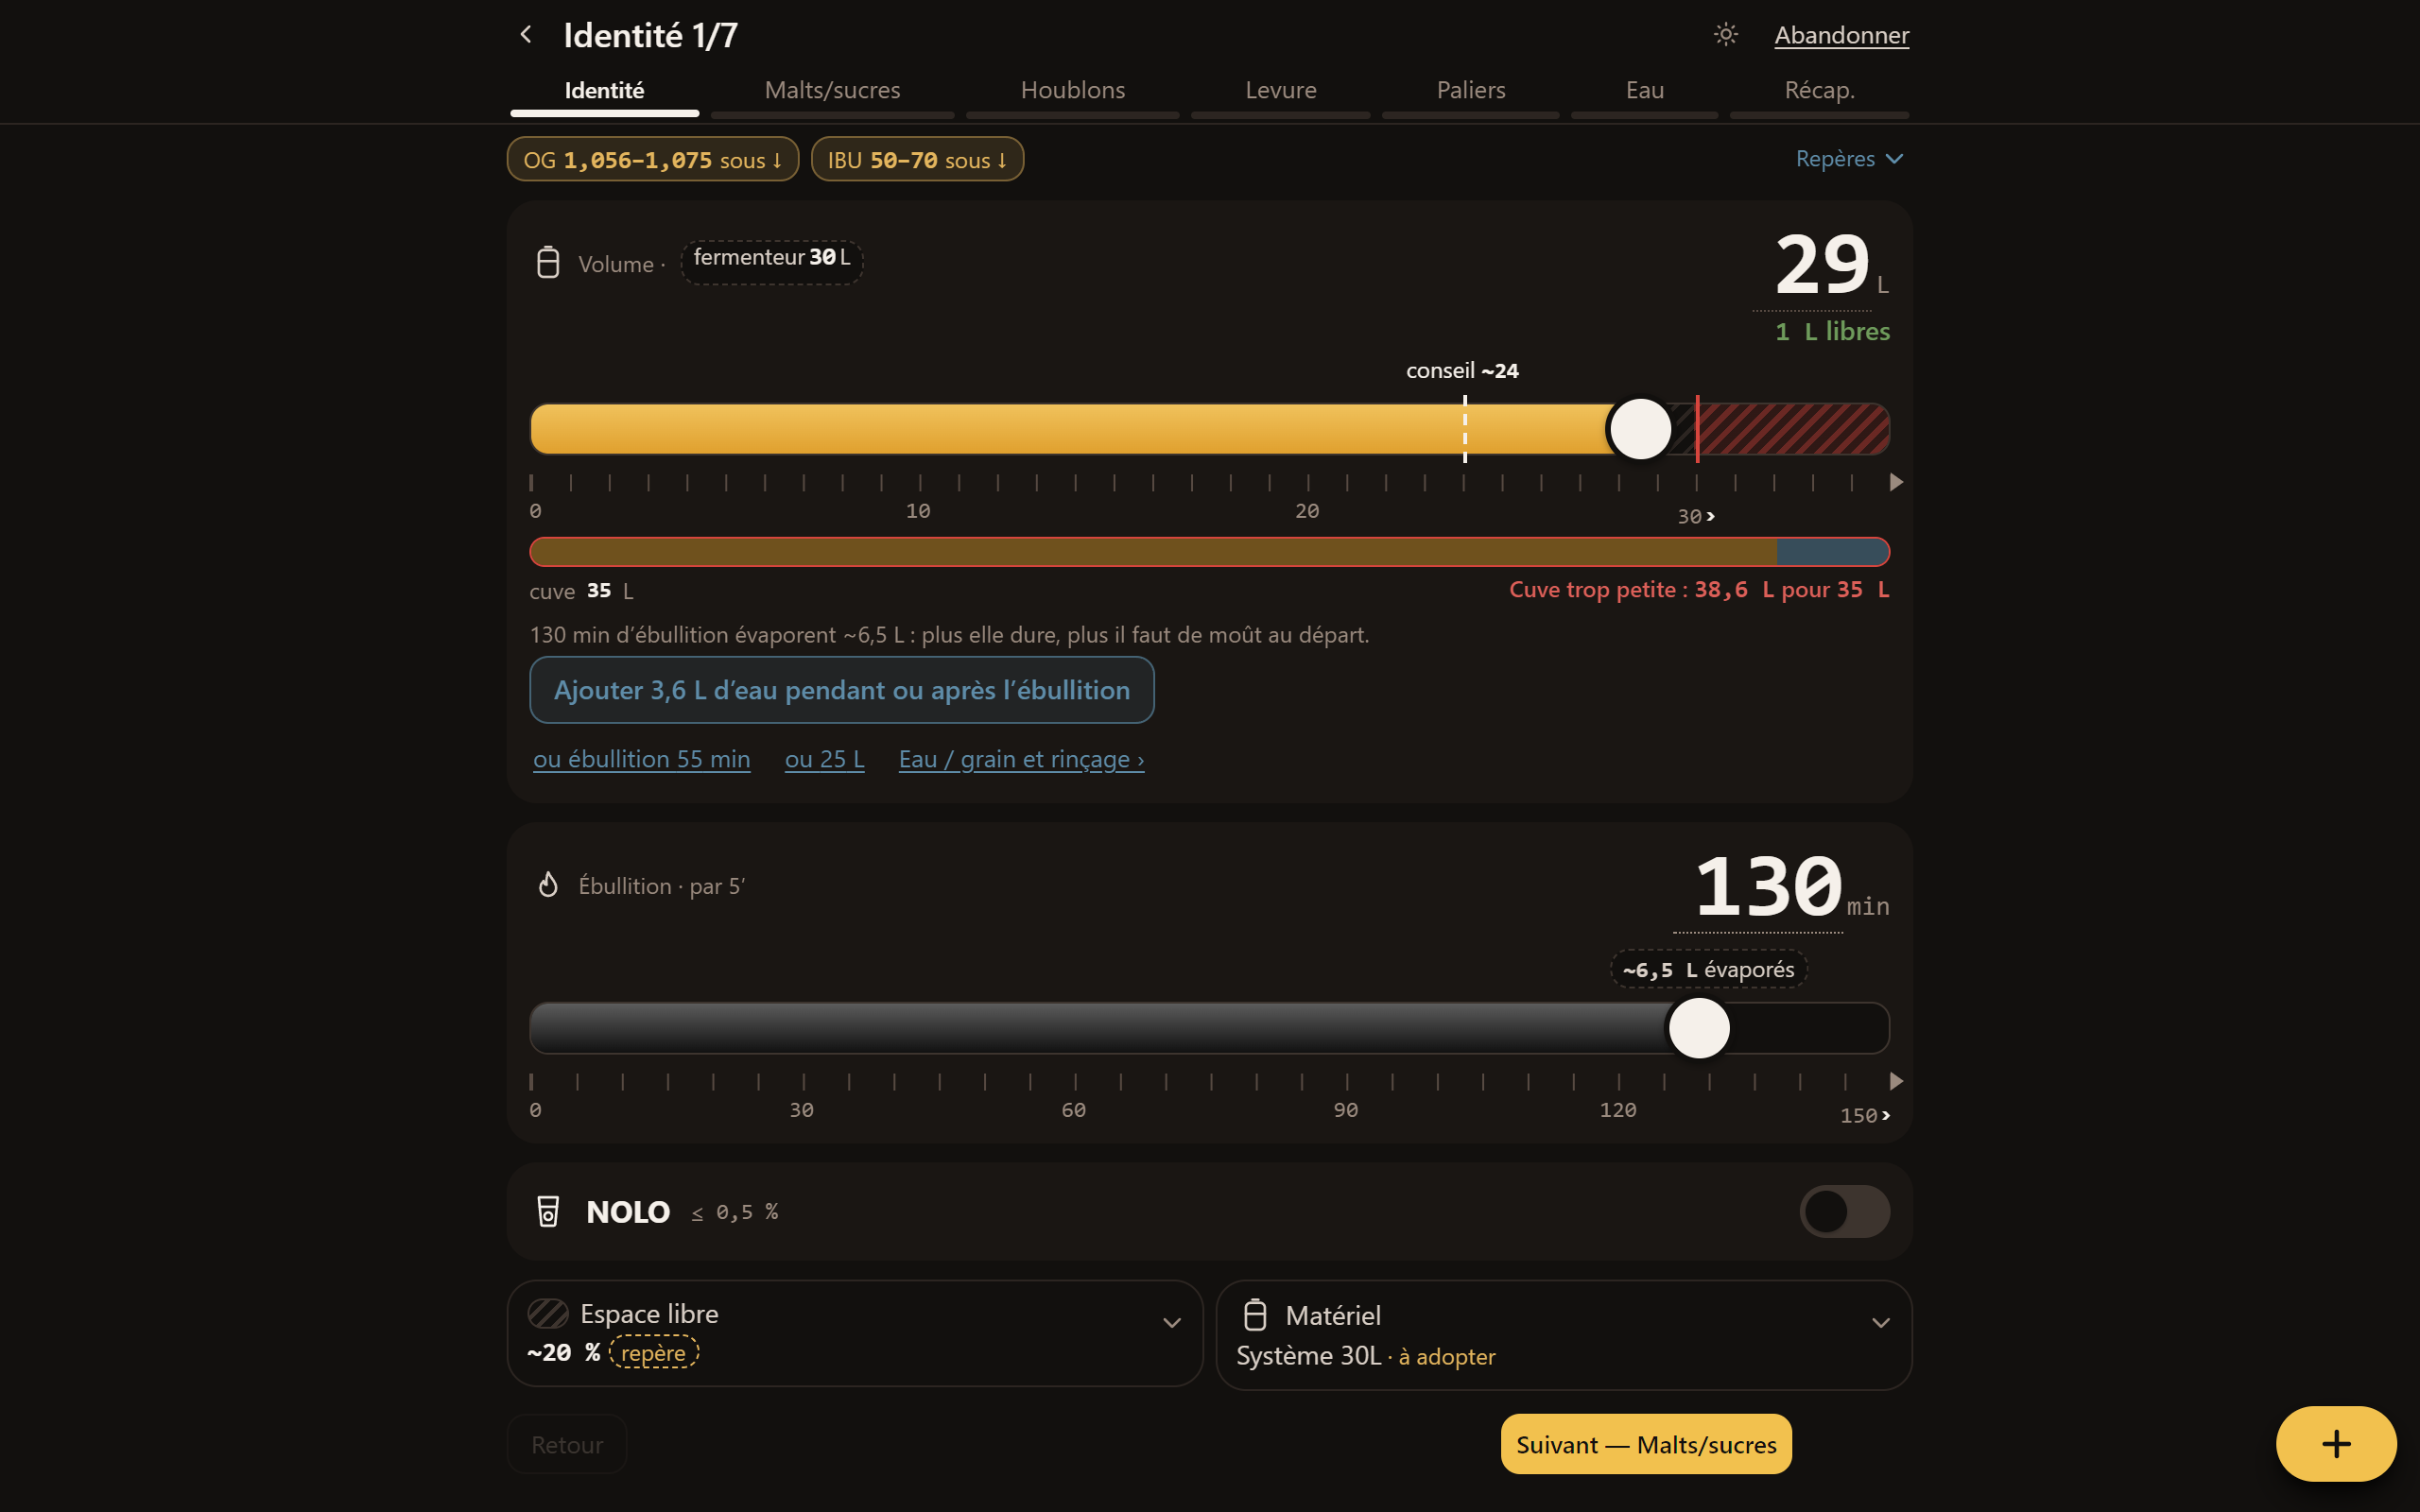 Identité 1/7
Abandonner
Identité
Malts/sucres
Houblons
Levure
Paliers
Eau
Récap.
OG 1,056–1,075 sous ↓
IBU 50–70 sous ↓
Repères
Volume · fermenteur 30 L
29 L
1 L libres
conseil ~24
0 10 20 30 ›
cuve 35 L
Cuve trop petite : 38,6 L pour 35 L
130 min d’ébullition évaporent ~6,5 L : plus elle dure, plus il faut de moût au départ.
Ajouter 3,6 L d’eau pendant ou après l’ébullition
ou ébullition 55 min
ou 25 L
Eau / grain et rinçage ›
Ébullition · par 5′
130 min
~6,5 L évaporés
0 30 60 90 120 150 ›
NOLO ≤ 0,5 %
Espace libre
~20 % repère
Matériel
Système 30L · à adopter
Retour
Suivant — Malts/sucres
+